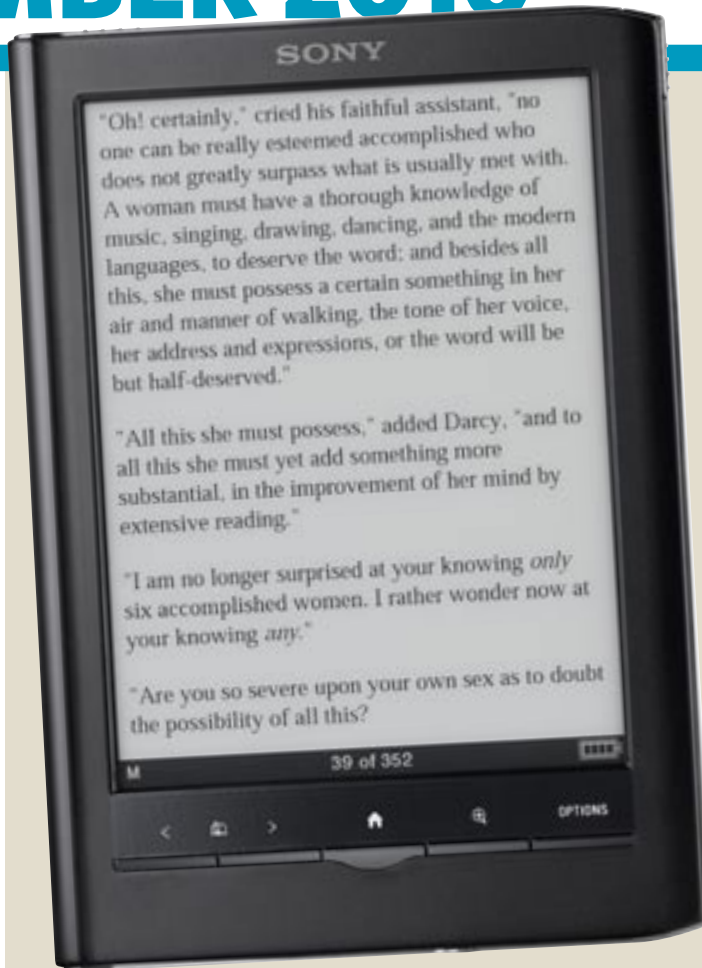 MBER 2010
SONY
"Oh! certainly," cried his faithful assistant, "no
one can be really esteemed accomplished who
does not greatly surpass what is usually met with.
A woman must have a thorough knowledge of
music, singing, drawing, dancing, and the modern
languages, to deserve the word; and besides all
this, she must possess a certain something in her
air and manner of walking, the tone of her voice,
her address and expressions, or the word will be
but half-deserved."
"All this she must possess," added Darcy, "and to
all this she must yet add something more
substantial, in the improvement of her mind by
extensive reading."
"I am no longer surprised at your knowing only
six accomplished women. I rather wonder now at
your knowing any."
"Are you so severe upon your own sex as to doubt
the possibility of all this?
M 39 of 352
OPTIONS